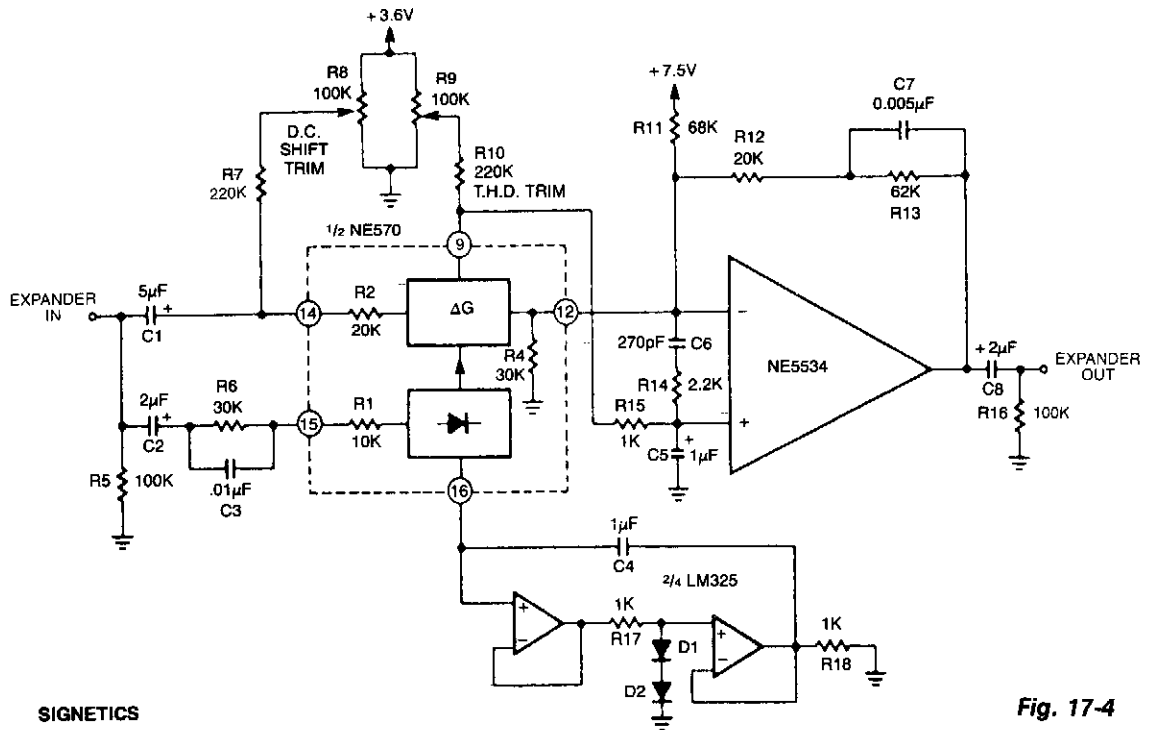 + 3.6V
R8
100K
R9
100K
D.C.
SHIFT
TRIM
R7
220K
R10
220K
T.H.D. TRIM
+ 7.5V
R11
68K
R12
20K
C7
0.005µF
62K
R13
1/2 NE570
9
EXPANDER
IN
5µF
+
C1
14
R2
20K
ΔG
12
R4
30K
270pF
C6
R14
2.2K
R15
1K
C5
+
1µF
−
+
NE5534
+ 2µF
C8
EXPANDER
OUT
R16
100K
2µF
+
C2
R6
30K
.01µF
C3
15
R1
10K
R5
100K
16
1µF
C4
2/4 LM325
+
−
1K
R17
D1
D2
+
−
1K
R18
SIGNETICS
Fig. 17-4